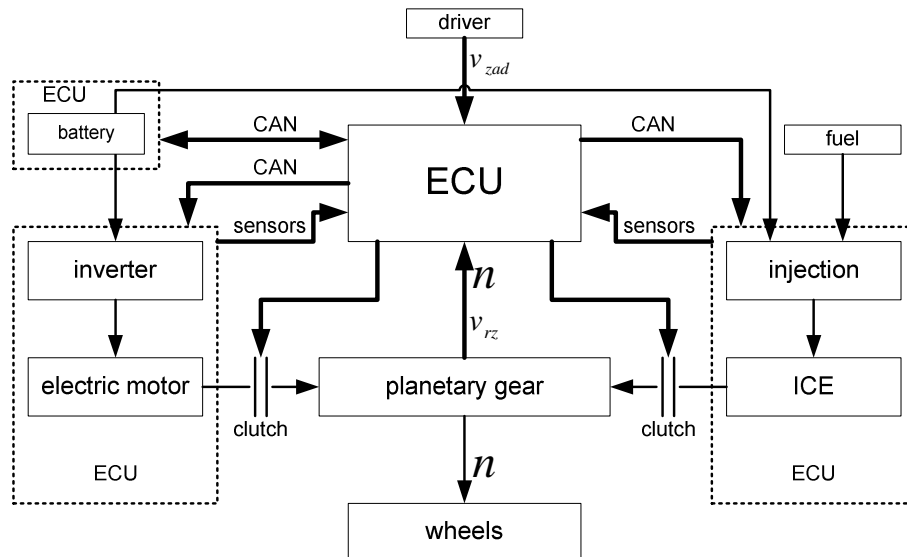 driver
v_zad
ECU
battery
CAN
CAN
fuel
CAN
ECU
sensors
sensors
inverter
n
injection
v_rz
electric motor
planetary gear
ICE
clutch
clutch
ECU
n
ECU
wheels